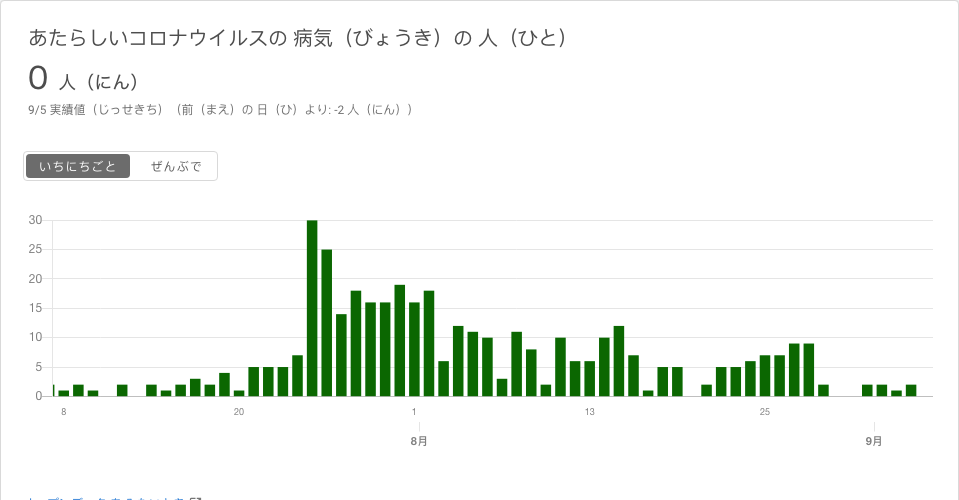 あたらしいコロナウイルスの 病気（びょうき）の 人（ひと）
0 人（にん）
9/5 実績値（じっせきち）（前（まえ）の 日（ひ）より: -2 人（にん））
いちにちごと ぜんぶで
30
25
20
15
10
5
0
8 20 1 13 25
8月 9月